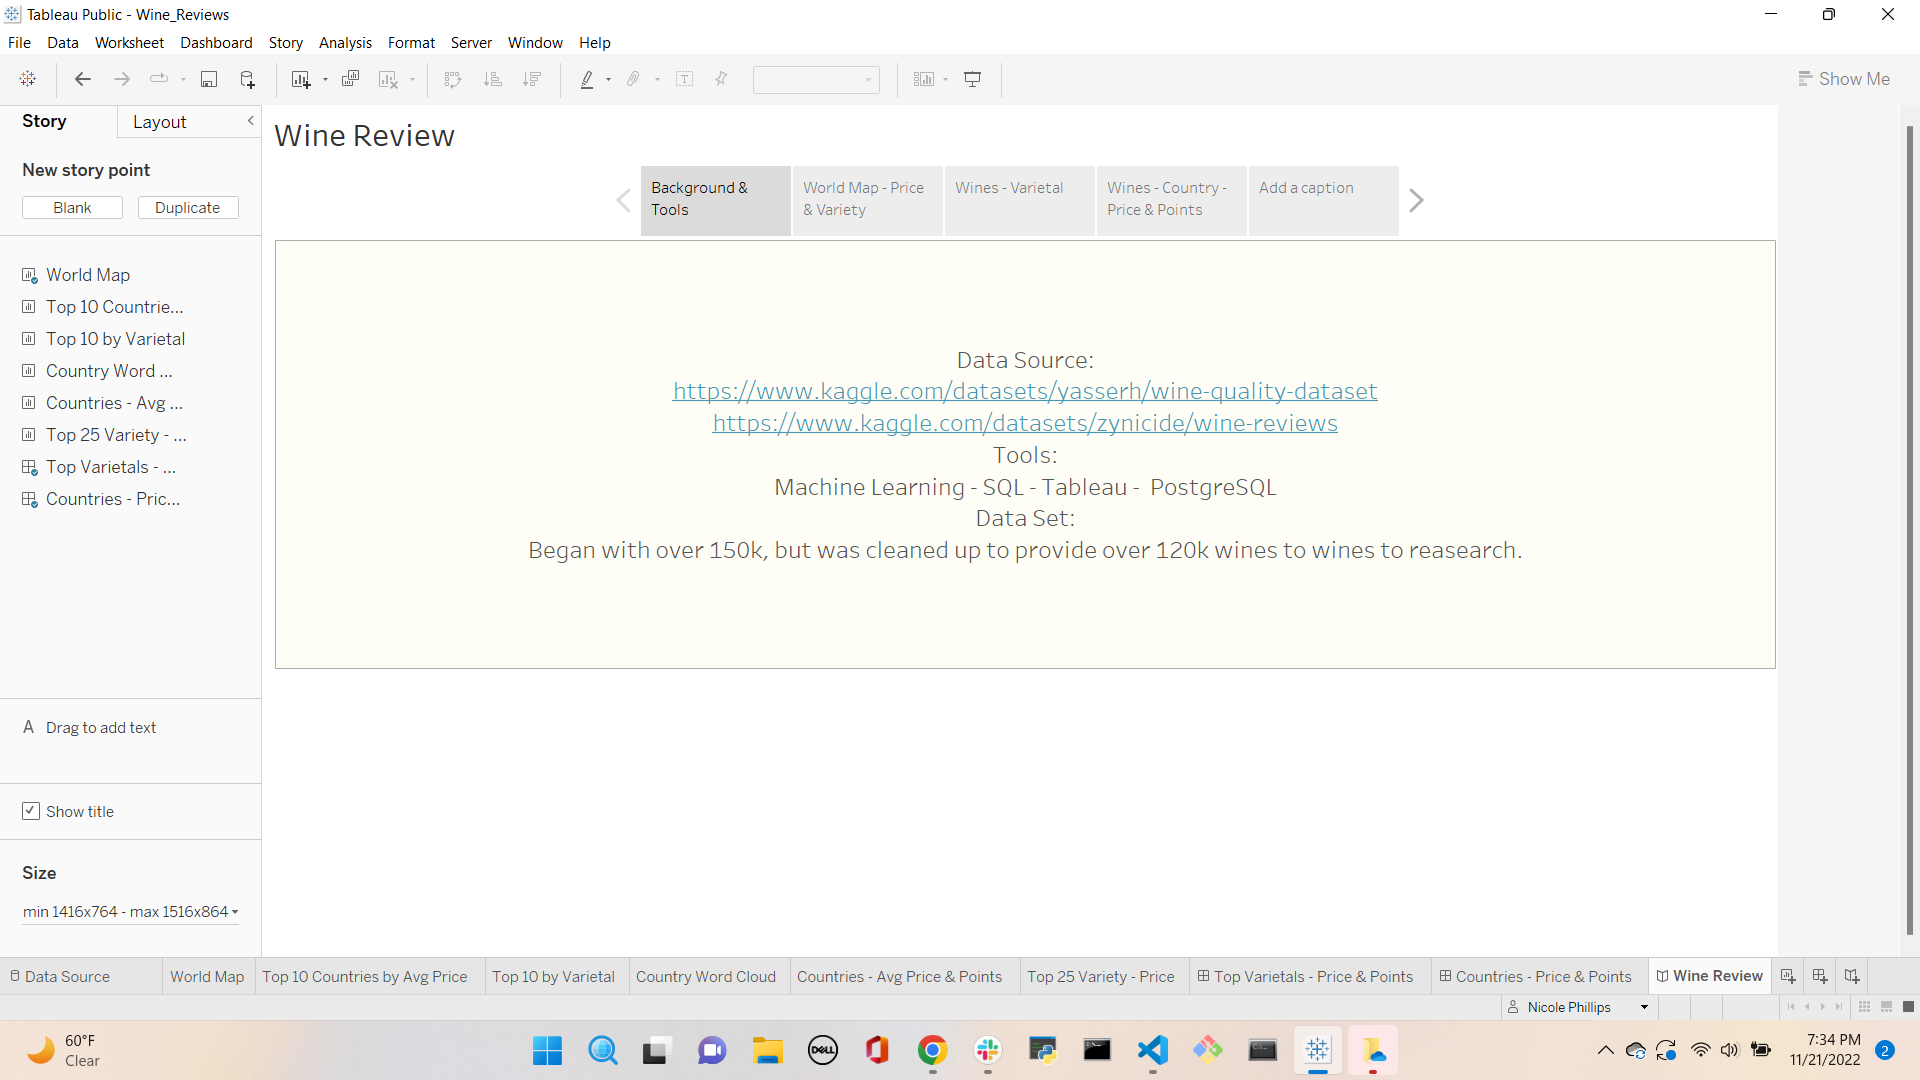 Tableau Public - Wine_Reviews
File Data Worksheet Dashboard Story Analysis Format Server Window Help
Show Me
Story Layout
New story point
Blank Duplicate
World Map
Top 10 Countrie...
Top 10 by Varietal
Country Word ...
Countries - Avg ...
Top 25 Variety - ...
Top Varietals - ...
Countries - Pric...
A Drag to add text
Show title
Size
min 1416x764 - max 1516x864
Wine Review
Background &
Tools
World Map - Price
& Variety
Wines - Varietal
Wines - Country -
Price & Points
Add a caption
Data Source:
https://www.kaggle.com/datasets/yasserh/wine-quality-dataset
https://www.kaggle.com/datasets/zynicide/wine-reviews
Tools:
Machine Learning - SQL - Tableau - PostgreSQL
Data Set:
Began with over 150k, but was cleaned up to provide over 120k wines to wines to reasearch.
Data Source World Map Top 10 Countries by Avg Price Top 10 by Varietal Country Word Cloud Countries - Avg Price & Points Top 25 Variety - Price Top Varietals - Price & Points Countries - Price & Points Wine Review
Nicole Phillips
60°F
Clear
DELL
7:34 PM
11/21/2022
2